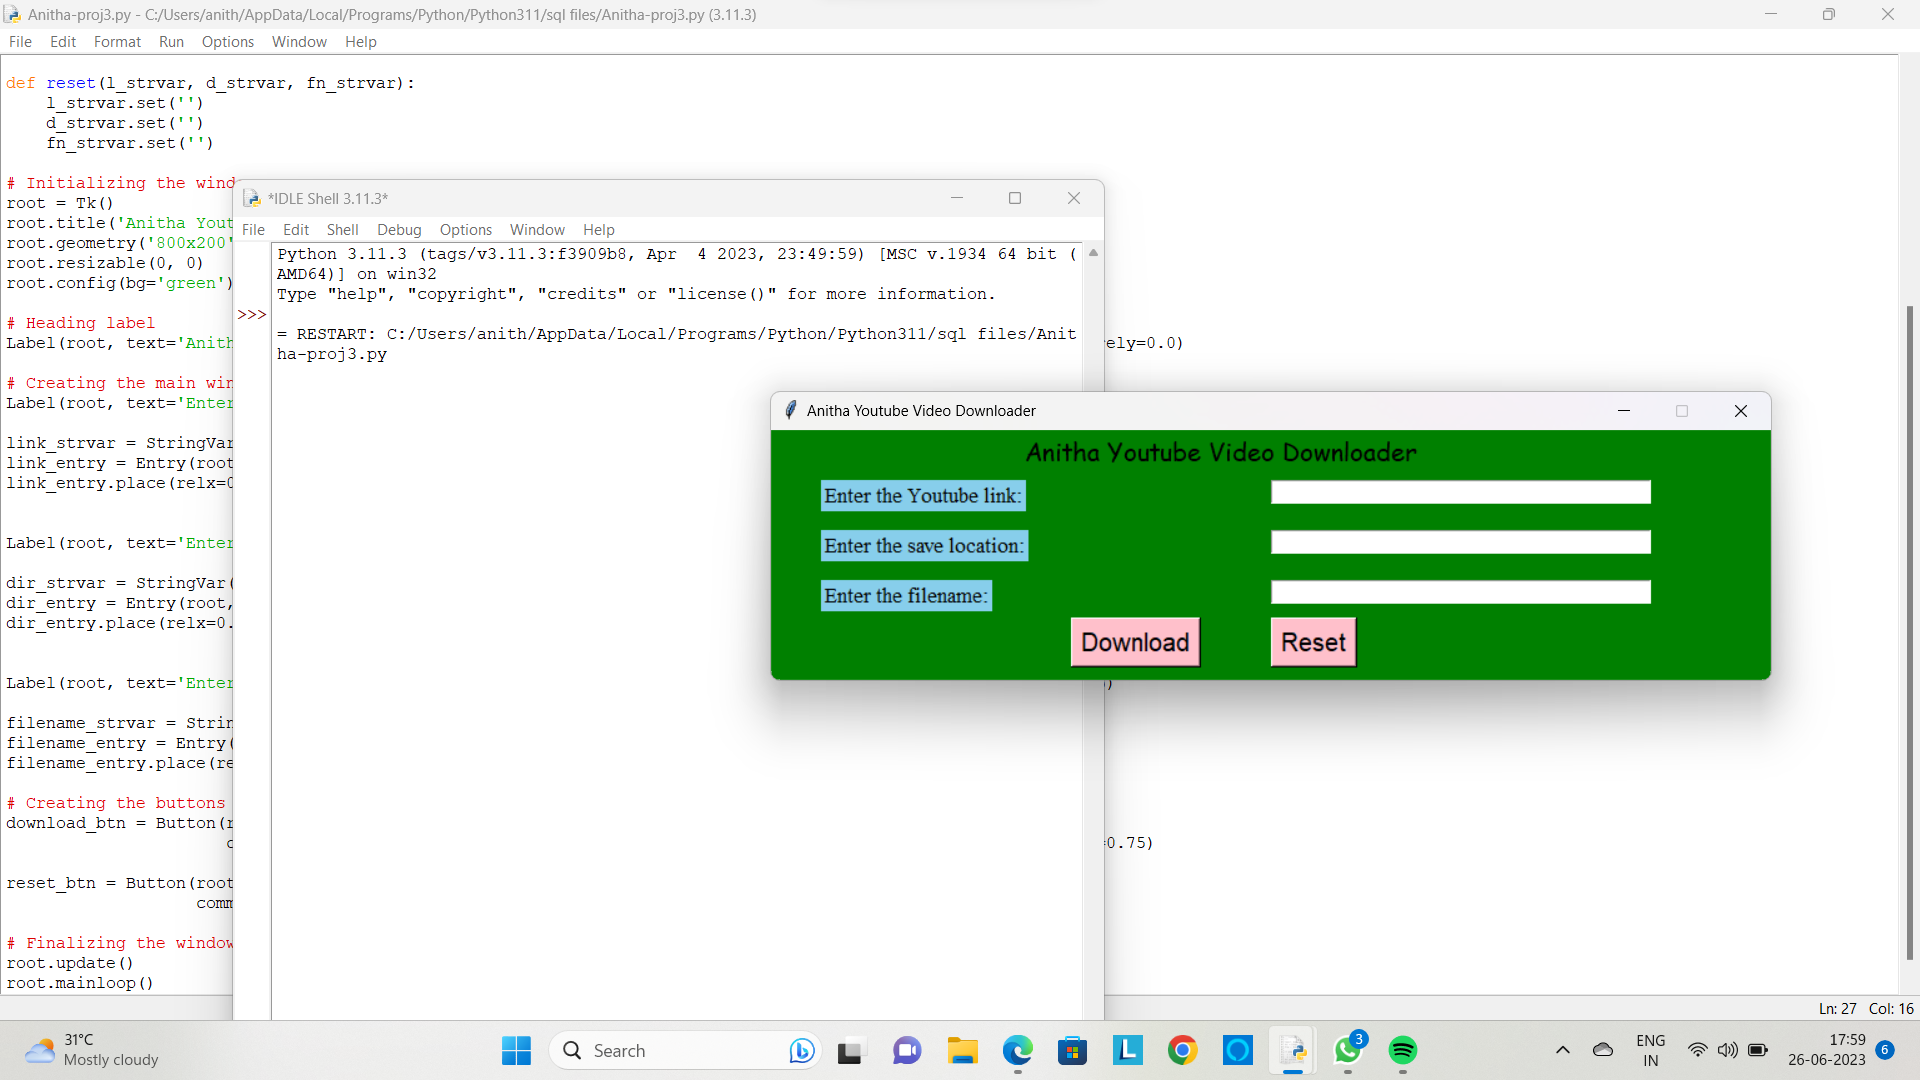 Anitha-proj3.py - C:/Users/anith/AppData/Local/Programs/Python/Python311/sql files/Anitha-proj3.py (3.11.3)
File Edit Format Run Options Window Help
def reset(l_strvar, d_strvar, fn_strvar):
    l_strvar.set('')
    d_strvar.set('')
    fn_strvar.set('')
# Initializing the wind
root = Tk()
root.title('Anitha Yout
root.geometry('800x200'
root.resizable(0, 0)
root.config(bg='green')
# Heading label
Label(root, text='Anith
ely=0.0)
# Creating the main win
Label(root, text='Enter
link_strvar = StringVar
link_entry = Entry(root
link_entry.place(relx=0
Label(root, text='Enter
dir_strvar = StringVar(
dir_entry = Entry(root,
dir_entry.place(relx=0.
Label(root, text='Enter
)
filename_strvar = Strin
filename_entry = Entry(
filename_entry.place(re
# Creating the buttons
download_btn = Button(r
c
=0.75)
reset_btn = Button(root
comm
# Finalizing the window
root.update()
root.mainloop()
*IDLE Shell 3.11.3*
File Edit Shell Debug Options Window Help
Python 3.11.3 (tags/v3.11.3:f3909b8, Apr  4 2023, 23:49:59) [MSC v.1934 64 bit (
AMD64)] on win32
Type "help", "copyright", "credits" or "license()" for more information.
>>>
= RESTART: C:/Users/anith/AppData/Local/Programs/Python/Python311/sql files/Anit
ha-proj3.py
Anitha Youtube Video Downloader
Anitha Youtube Video Downloader
Enter the Youtube link:
Enter the save location:
Enter the filename:
Download Reset
Ln: 27 Col: 16
31°C
Mostly cloudy
Search
L
3
ENG
IN
17:59
26-06-2023
6